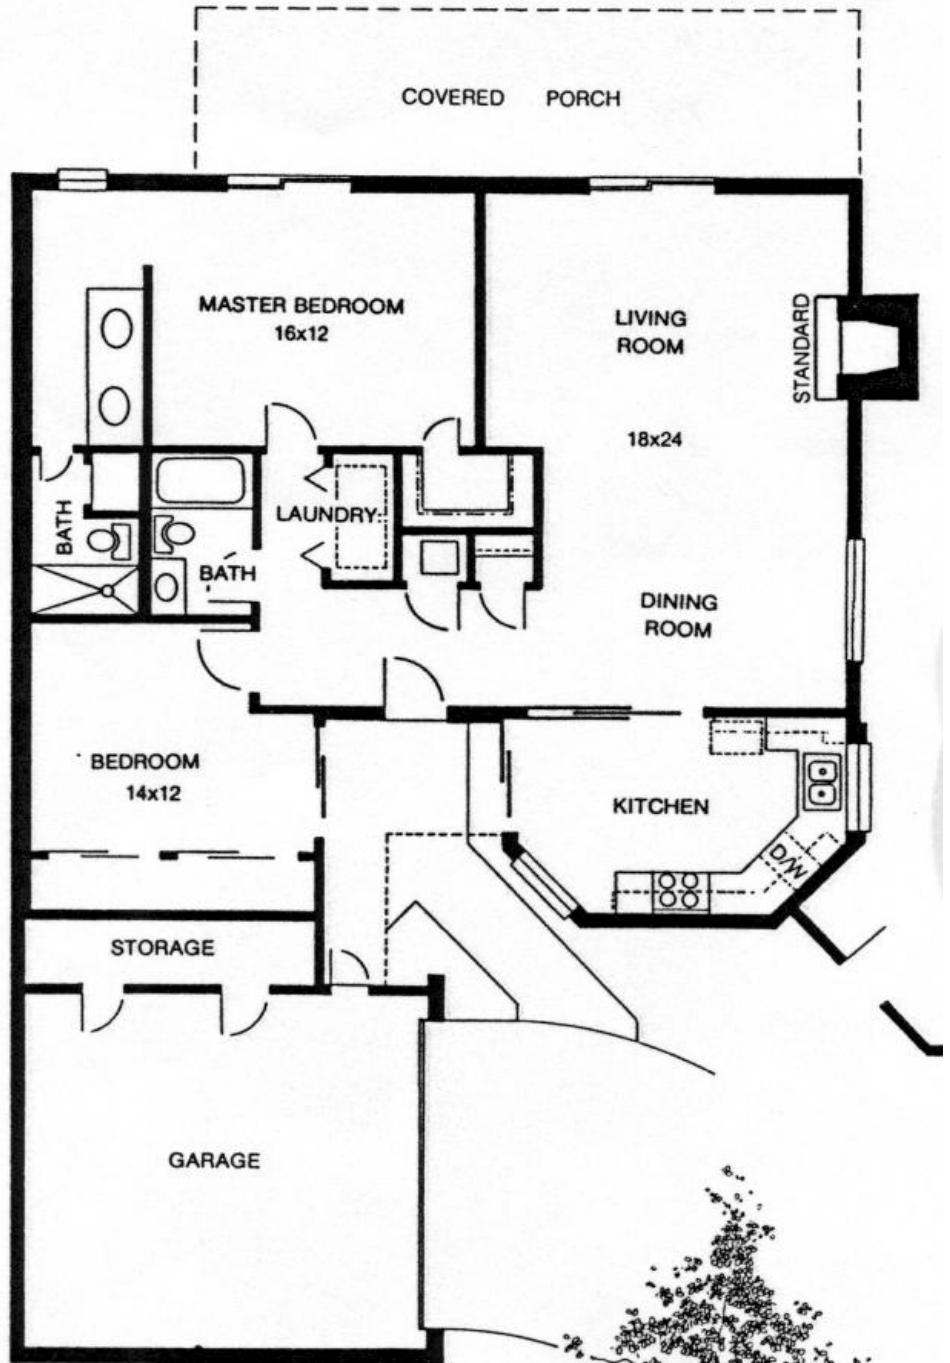 COVERED PORCH
MASTER BEDROOM
16x12
LIVING
ROOM
STANDARD
18x24
BATH
LAUNDRY
BATH
DINING
ROOM
BEDROOM
14x12
KITCHEN
D/W
STORAGE
GARAGE